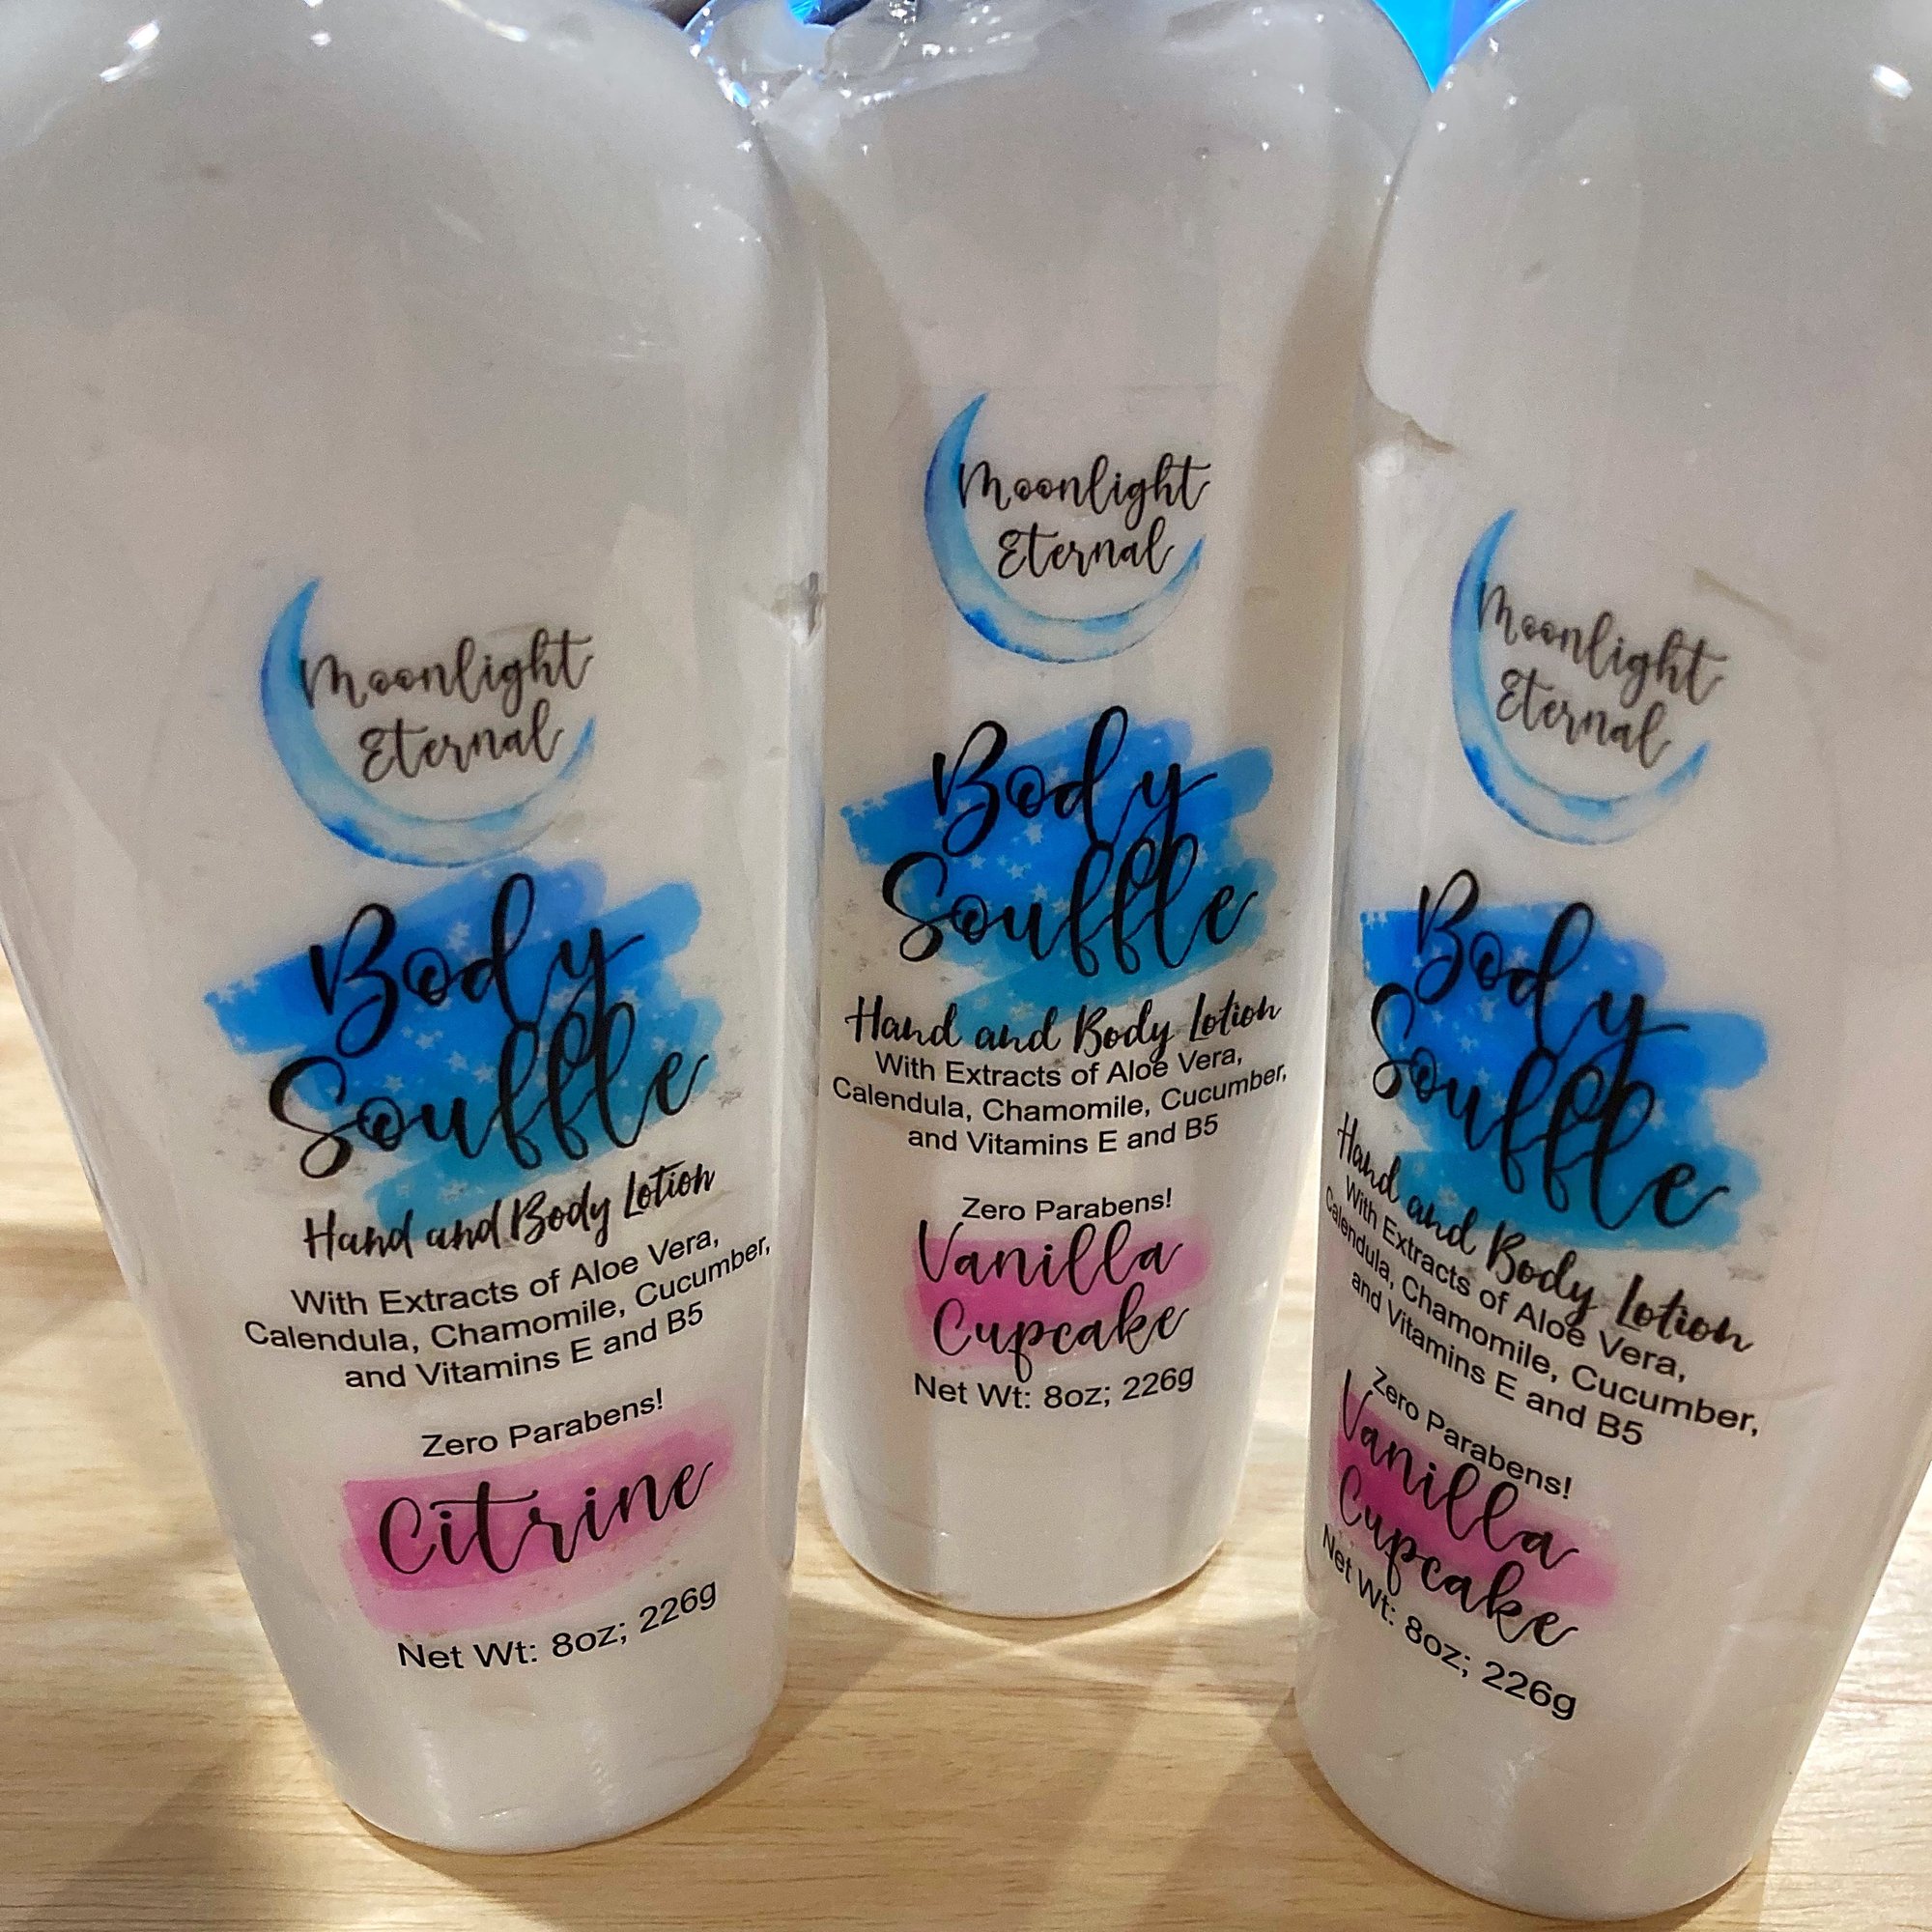 Moonlight
Eternal
Body
Souffle
Hand and Body Lotion
With Extracts of Aloe Vera,
Calendula, Chamomile, Cucumber,
and Vitamins E and B5
Zero Parabens!
Citrine
Net Wt: 8oz; 226g
Moonlight
Eternal
Body
Souffle
Hand and Body Lotion
With Extracts of Aloe Vera,
Calendula, Chamomile, Cucumber,
and Vitamins E and B5
Zero Parabens!
Vanilla
Cupcake
Net Wt: 8oz; 226g
Moonlight
Eternal
Body
Souffle
Hand and Body Lotion
With Extracts of Aloe Vera,
Calendula, Chamomile, Cucumber,
and Vitamins E and B5
Zero Parabens!
Vanilla
Cupcake
Net Wt: 8oz; 226g